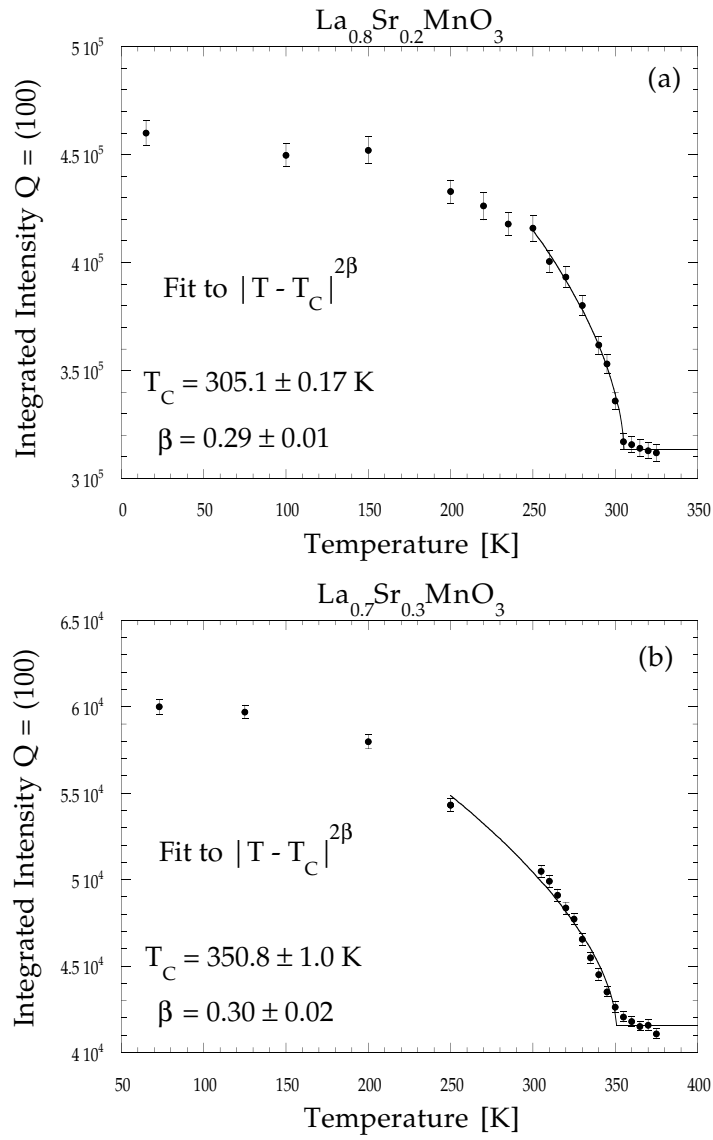 La0.8Sr0.2MnO3
(a)
Integrated Intensity Q = (100)
5 10^5
4.5 10^5
4 10^5
3.5 10^5
3 10^5
Fit to |T - TC|^2β
TC = 305.1 ± 0.17 K
β = 0.29 ± 0.01
0 50 100 150 200 250 300 350
Temperature [K]
La0.7Sr0.3MnO3
(b)
Integrated Intensity Q = (100)
6.5 10^4
6 10^4
5.5 10^4
5 10^4
4.5 10^4
4 10^4
Fit to |T - TC|^2β
TC = 350.8 ± 1.0 K
β = 0.30 ± 0.02
50 100 150 200 250 300 350 400
Temperature [K]